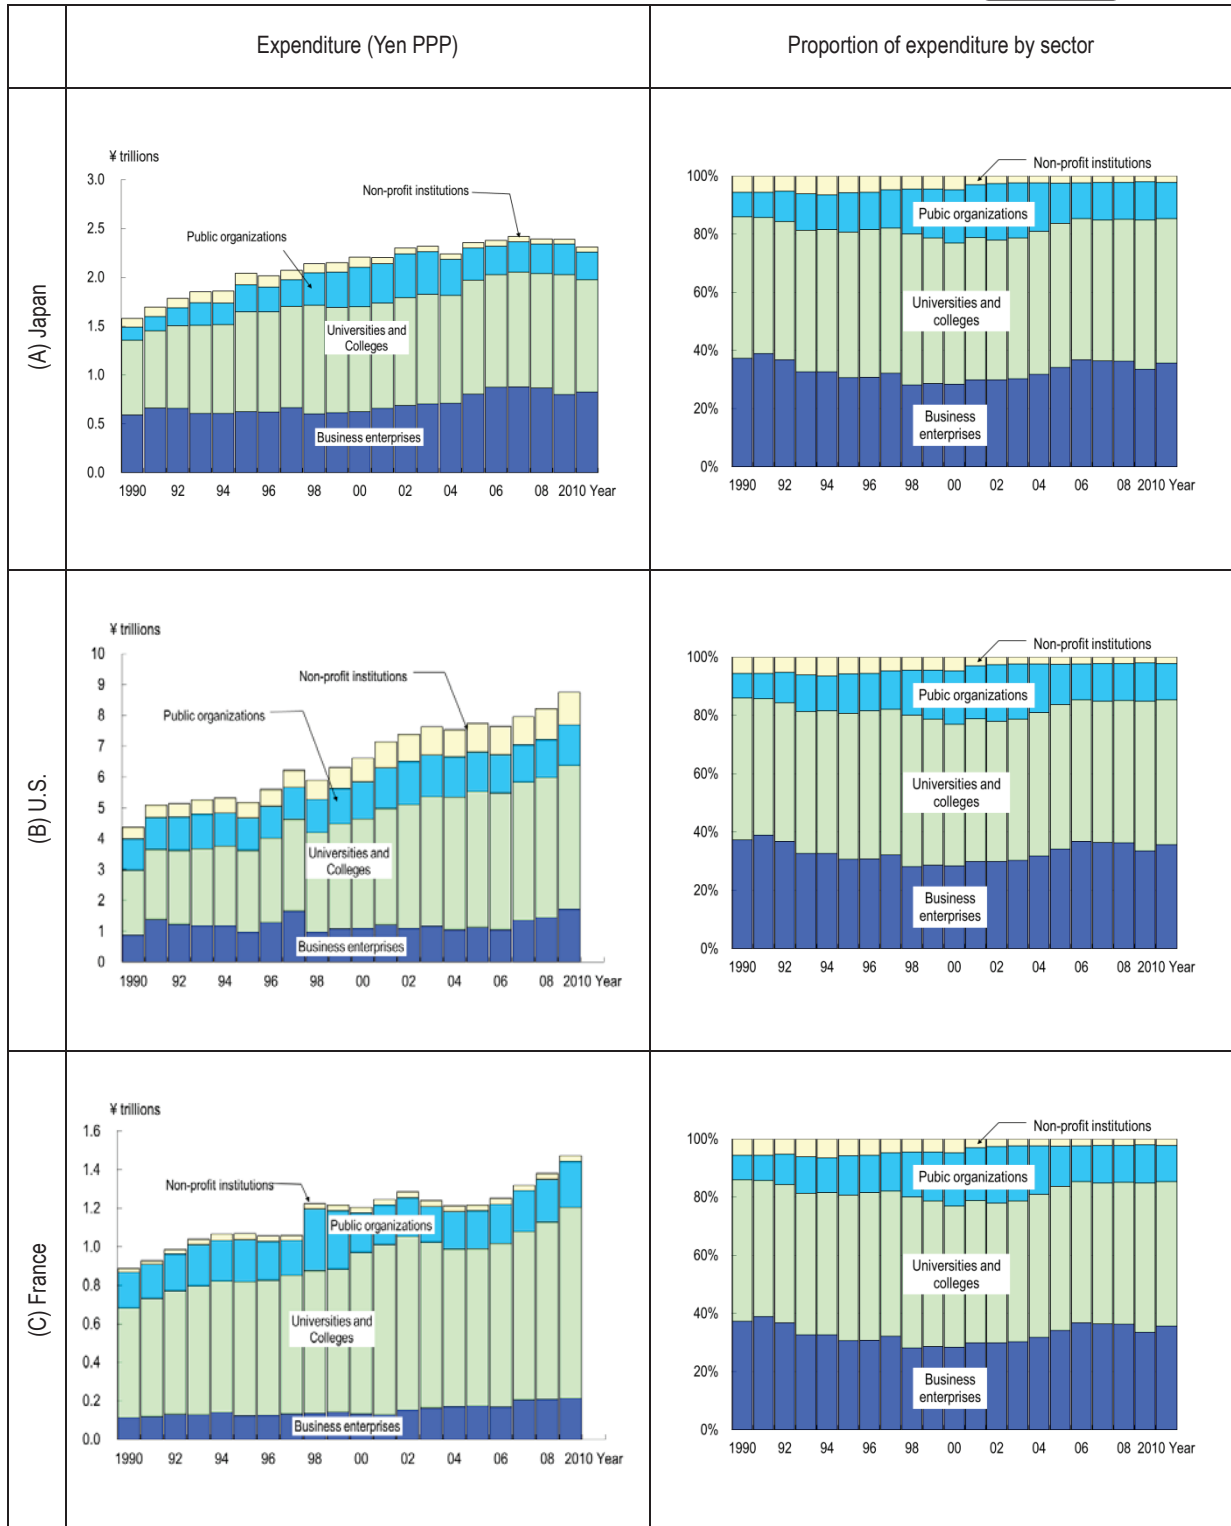 Expenditure (Yen PPP)
Proportion of expenditure by sector
(A) Japan
¥ trillions
3.0
2.5
2.0
1.5
1.0
0.5
0.0
Non-profit institutions
Public organizations
Universities and
Colleges
Business enterprises
1990 92 94 96 98 00 02 04 06 08 2010 Year
100%
80%
60%
40%
20%
0%
Non-profit institutions
Pubic organizations
Universities and
colleges
Business
enterprises
1990 92 94 96 98 00 02 04 06 08 2010 Year
(B) U.S.
¥ trillions
10
9
8
7
6
5
4
3
2
1
0
Non-profit institutions
Public organizations
Universities and
Colleges
Business enterprises
1990 92 94 96 98 00 02 04 06 08 2010 Year
100%
80%
60%
40%
20%
0%
Non-profit institutions
Pubic organizations
Universities and
colleges
Business
enterprises
1990 92 94 96 98 00 02 04 06 08 2010 Year
(C) France
¥ trillions
1.6
1.4
1.2
1.0
0.8
0.6
0.4
0.2
0.0
Non-profit institutions
Public organizations
Universities and
Colleges
Business enterprises
1990 92 94 96 98 00 02 04 06 08 2010 Year
100%
80%
60%
40%
20%
0%
Non-profit institutions
Pubic organizations
Universities and
colleges
Business
enterprises
1990 92 94 96 98 00 02 04 06 08 2010 Year